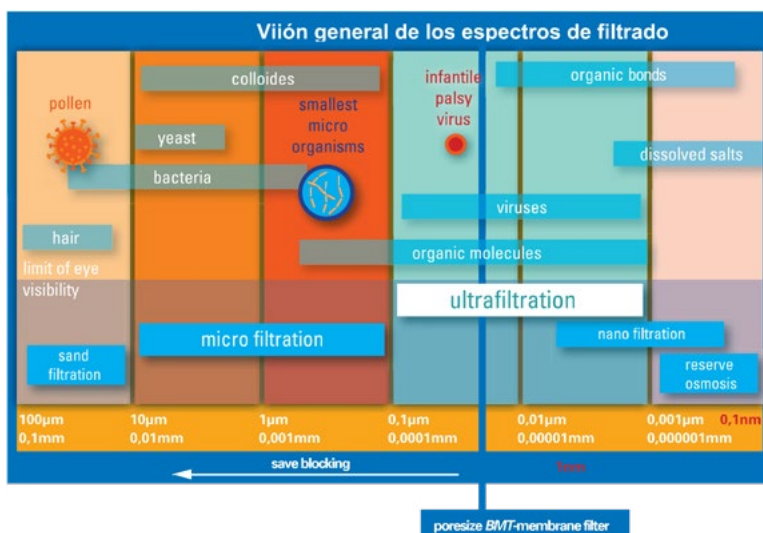 Viión general de los espectros de filtrado
colloides
infantile
palsy
virus
organic bonds
pollen
smallest
micro
organisms
yeast
dissolved salts
bacteria
viruses
hair
organic molecules
limit of eye
visibility
ultrafiltration
micro filtration
nano filtration
sand
filtration
reserve
osmosis
100µm
0,1mm
10µm
0,01mm
1µm
0,001mm
0,1µm
0,0001mm
0,01µm
0,00001mm
0,001µm
0,000001mm
0,1nm
save blocking
poresize BMT-membrane filter